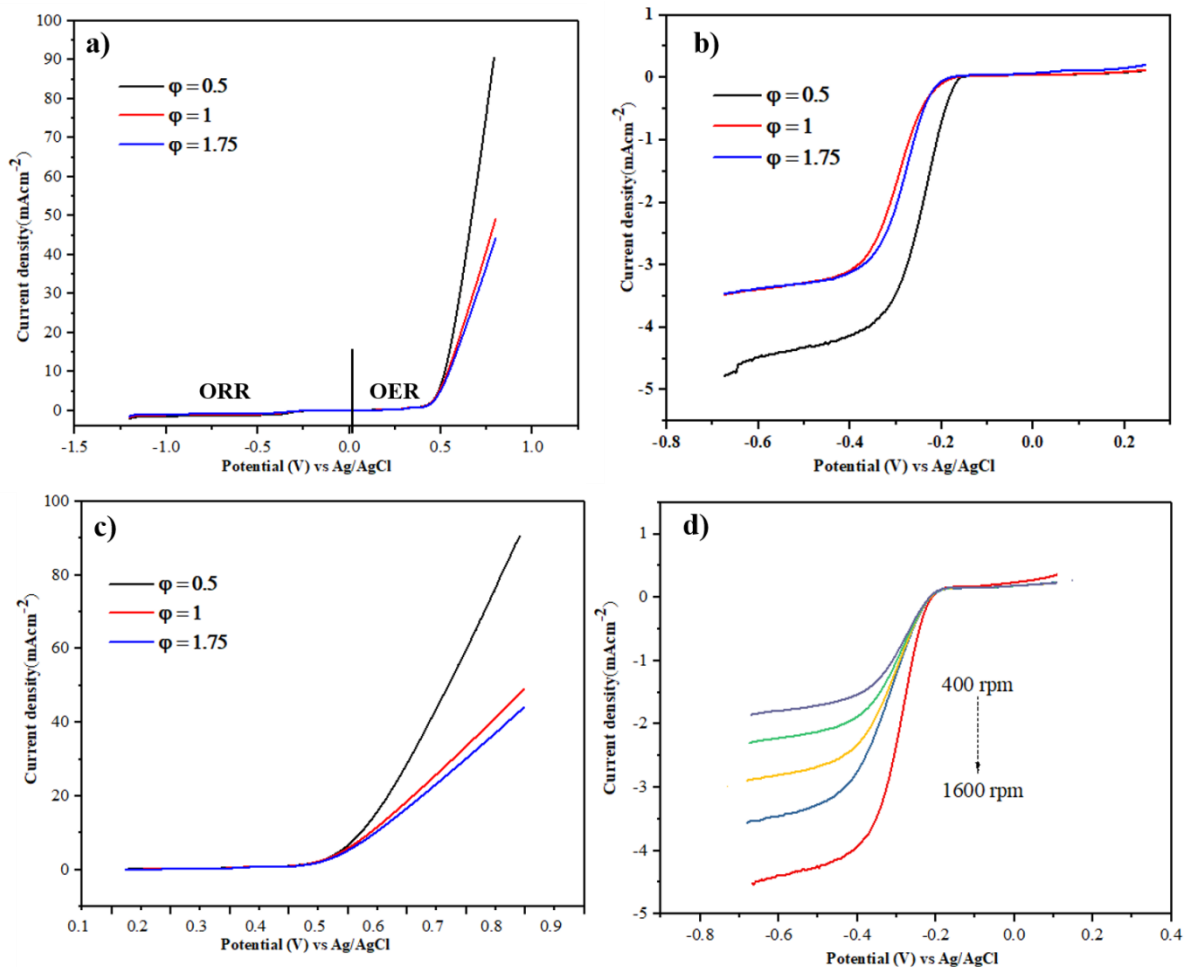 a)
φ = 0.5
φ = 1
φ = 1.75
ORR
OER
100
90
80
70
60
50
40
30
20
10
0
-1.5
-1.0
-0.5
0.0
0.5
1.0
Current density(mAcm-2)
Potential (V) vs Ag/AgCl
b)
φ = 0.5
φ = 1
φ = 1.75
1
0
-1
-2
-3
-4
-5
-0.8
-0.6
-0.4
-0.2
0.0
0.2
Current density(mAcm-2)
Potential (V) vs Ag/AgCl
c)
φ = 0.5
φ = 1
φ = 1.75
100
80
60
40
20
0
0.1
0.2
0.3
0.4
0.5
0.6
0.7
0.8
0.9
Current density(mAcm-2)
Potential (V) vs Ag/AgCl
d)
400 rpm
1600 rpm
1
0
-1
-2
-3
-4
-5
-0.8
-0.6
-0.4
-0.2
0.0
0.2
0.4
Current density(mAcm-2)
Potential (V) vs Ag/AgCl